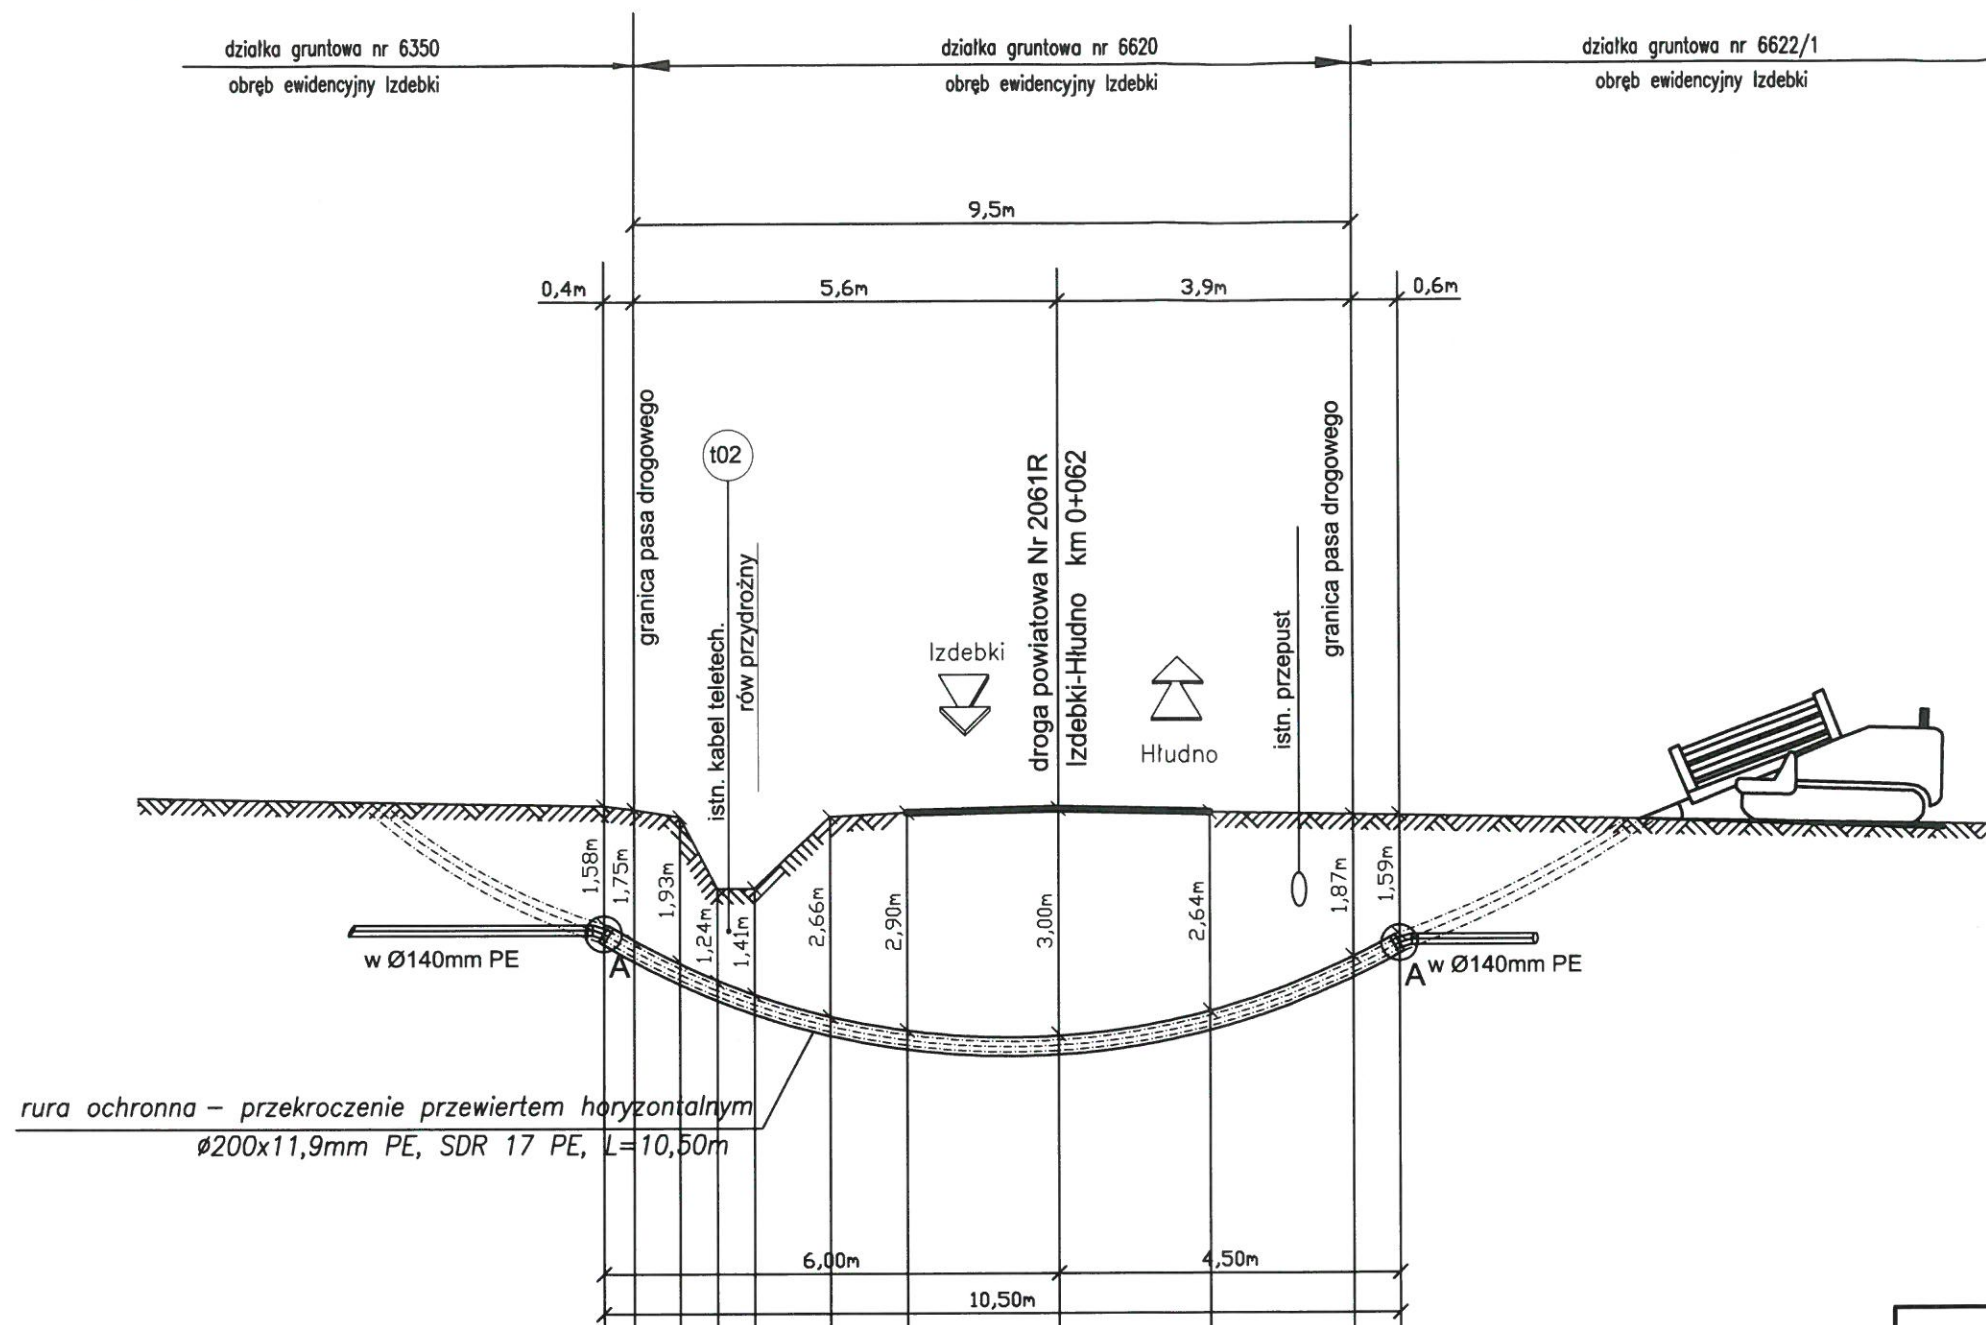 działka gruntowa nr 6350
obręb ewidencyjny Izdebki
działka gruntowa nr 6620
obręb ewidencyjny Izdebki
działka gruntowa nr 6622/1
obręb ewidencyjny Izdebki
9,5m
0,4m
5,6m
3,9m
0,6m
granica pasa drogowego
t02
istn. kabel teletech.
rów przydrożny
Izdebki
droga powiatowa Nr 2061R
Izdebki-Hłudno km 0+062
Hłudno
istn. przepust
granica pasa drogowego
1,58m
1,75m
1,93m
1,24m
1,41m
2,66m
2,90m
3,00m
2,64m
1,87m
1,59m
w Ø140mm PE
A
A
w Ø140mm PE
rura ochronna – przekroczenie przewiertem horyzontalnym
ø200x11,9mm PE, SDR 17 PE, L=10,50m
6,00m
4,50m
10,50m